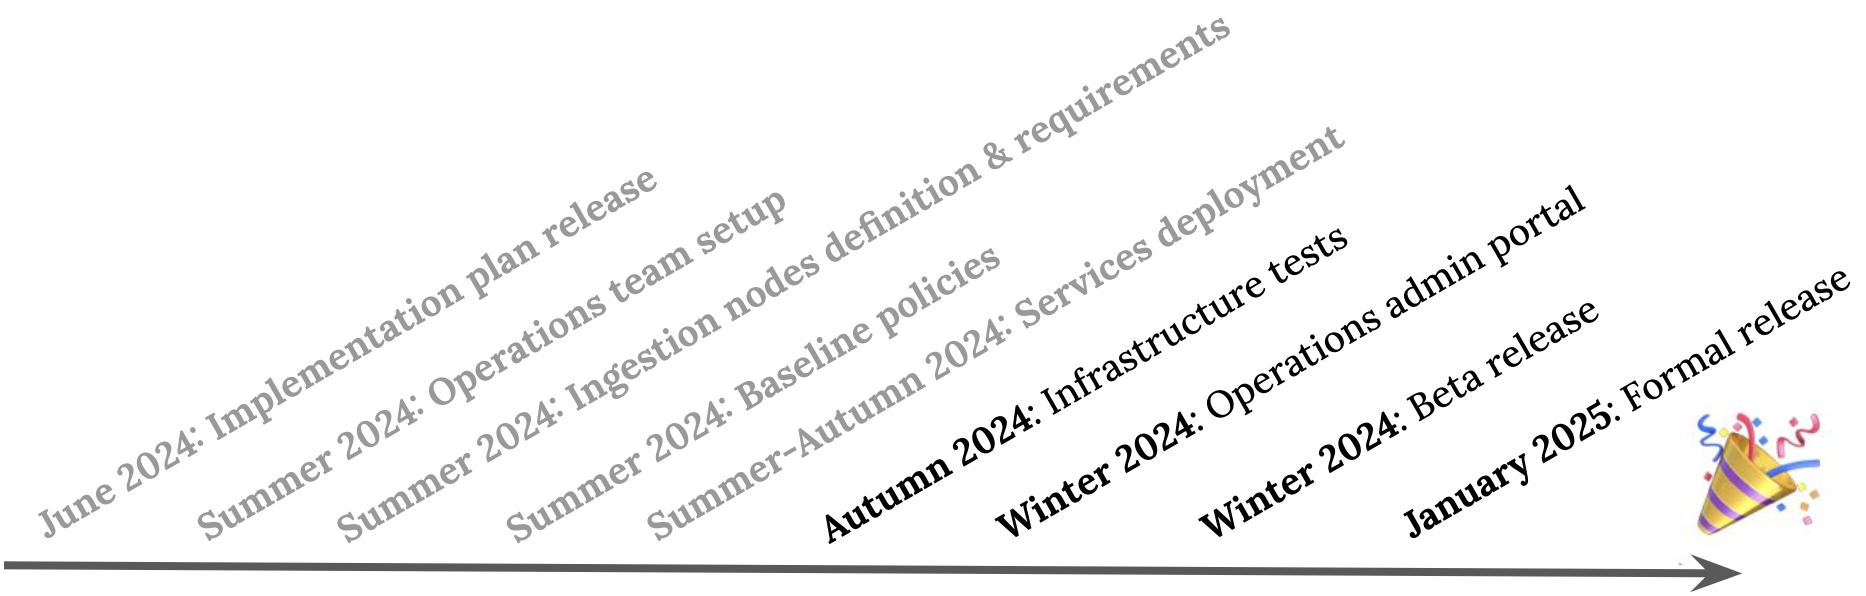 June 2024: Implementation plan release
Summer 2024: Operations team setup
Summer 2024: Ingestion nodes definition & requirements
Summer 2024: Baseline policies
Summer-Autumn 2024: Services deployment
Autumn 2024: Infrastructure tests
Winter 2024: Operations admin portal
Winter 2024: Beta release
January 2025: Formal release